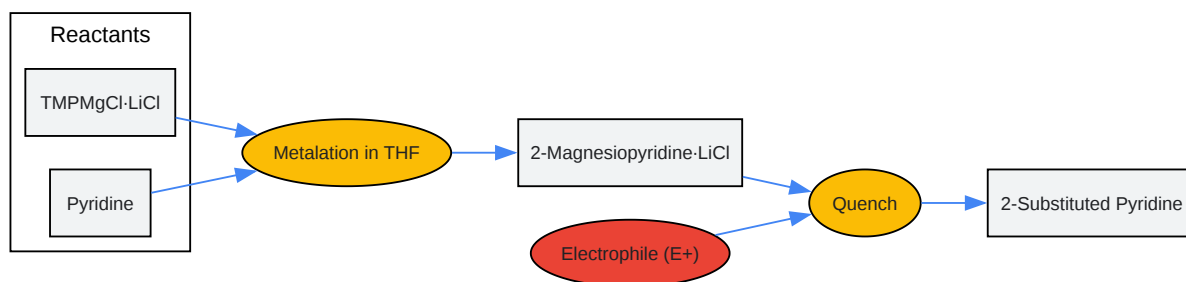 Reactants
TMPMgCl·LiCl
Pyridine
Metalation in THF
2-Magnesiopyridine·LiCl
Electrophile (E+)
Quench
2-Substituted Pyridine